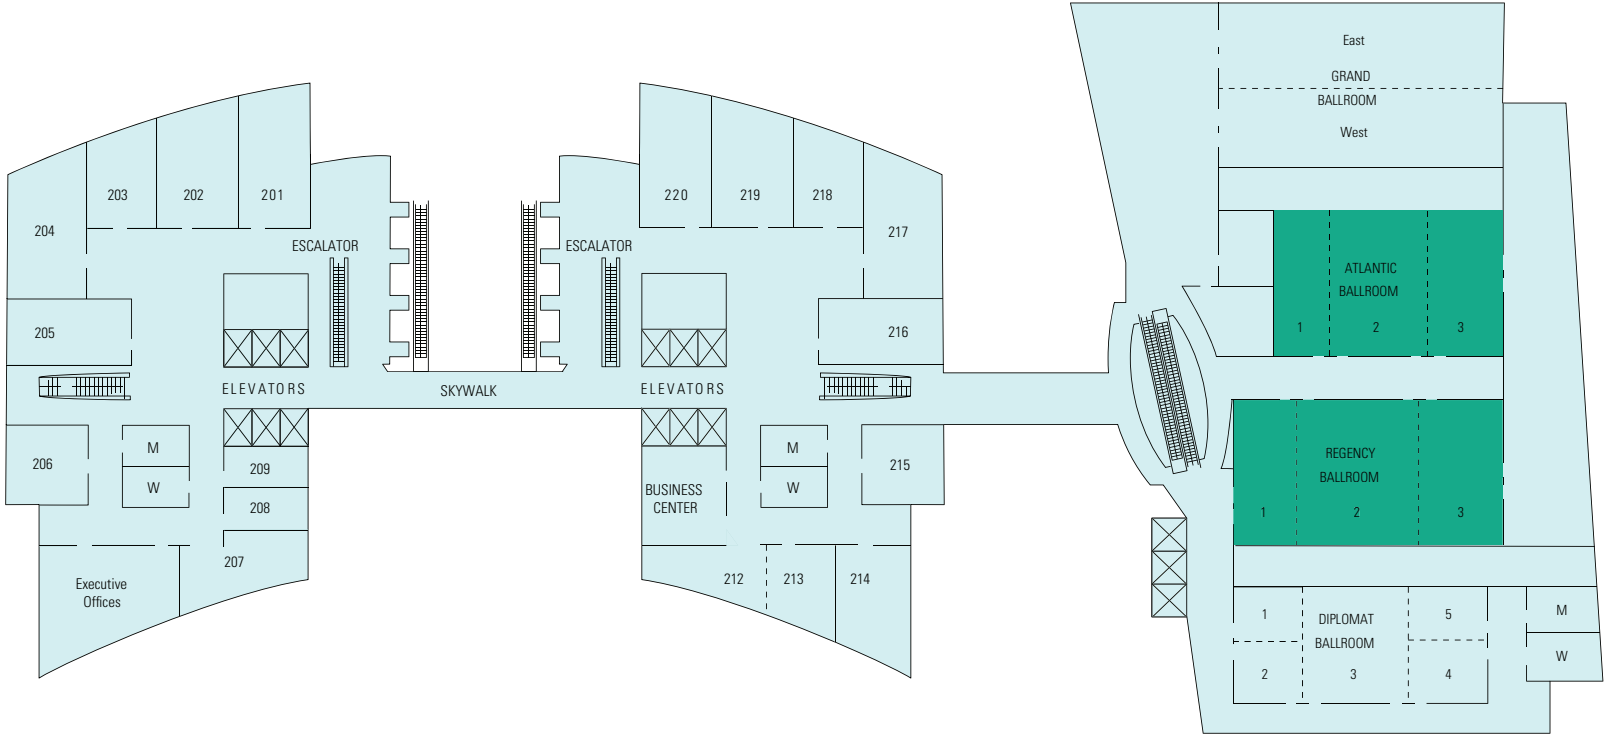 East
GRAND
BALLROOM
West
203
202
201
204
ESCALATOR
205
ELEVATORS
206
M
W
209
208
207
Executive
Offices
SKYWALK
220
219
218
217
ESCALATOR
216
ELEVATORS
BUSINESS
CENTER
M
W
215
212
213
214
ATLANTIC
BALLROOM
1
2
3
REGENCY
BALLROOM
1
2
3
1
DIPLOMAT
BALLROOM
5
2
3
4
M
W